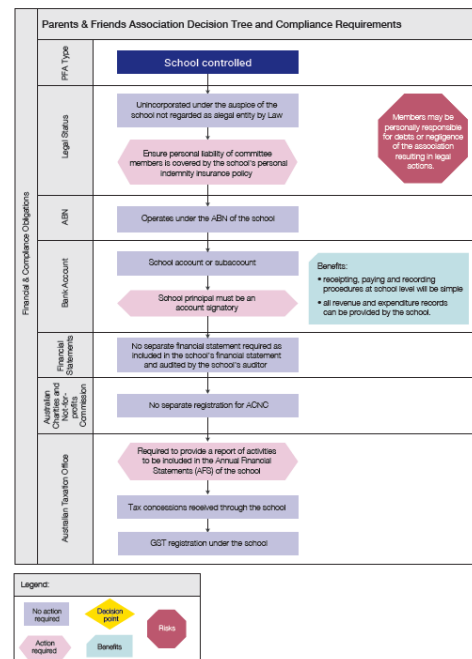 Parents & Friends Association Decision Tree and Compliance Requirements
Financial & Compliance Obligations
PFA Type
School controlled
Legal Status
Unincorporated under the auspice of the
school not regarded as alegal entity by Law
Ensure personal liability of committee
members is covered by the school's personal
indemnity insurance policy
Members may be
personally responsible
for debts or negligence
of the association
resulting in legal
actions.
ABN
Operates under the ABN of the school
Bank Account
School account or subaccount
School principal must be an
account signatory
Benefits:
• receipting, paying and recording
procedures at school level will be simple
• all revenue and expenditure records
can be provided by the school.
Financial
Statements
No separate financial statement required as
included in the school's financial statement
and audited by the school's auditor
Australian
Charities and
Not-for-
profits
Commission
No separate registration for ACNC
Australian Taxation Office
Required to provide a report of activities
to be included in the Annual Financial
Statements (AFS) of the school
Tax concessions received through the school
GST registration under the school
Legend:
No action
required
Decision
point
Risks
Action
required
Benefits